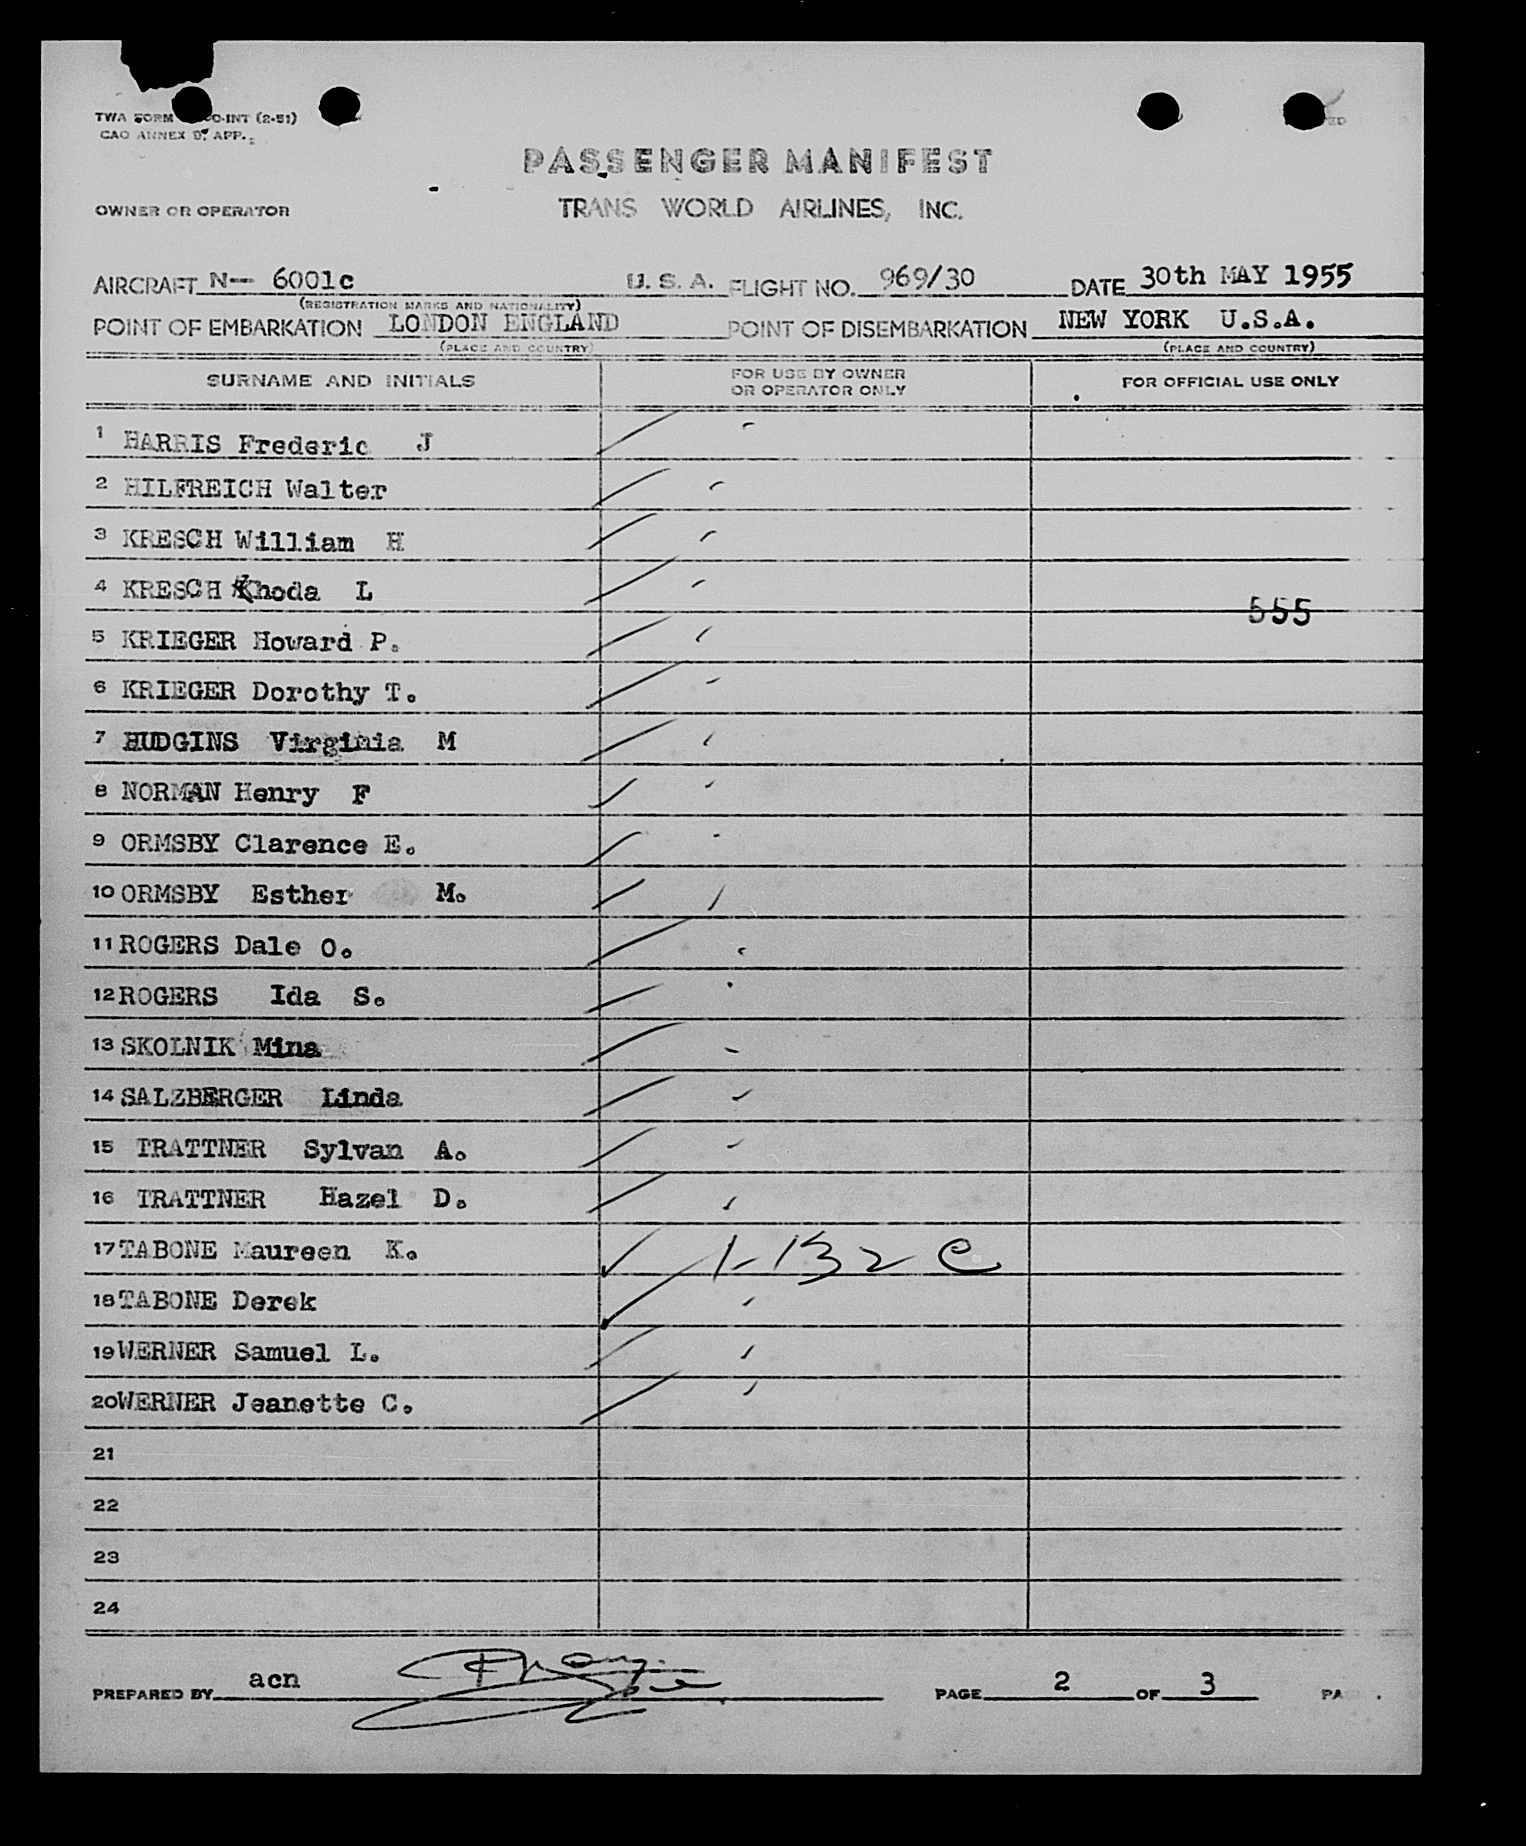 TWA FORM O-INT (2-51)
CAO ANNEX 9, APP.
PASSENGER MANIFEST
OWNER OR OPERATOR TRANS WORLD AIRLINES, INC.
AIRCRAFT N-- 6001c U. S. A. FLIGHT NO. 969/30 DATE 30th MAY 1955
(REGISTRATION MARKS AND NATIONALITY)
POINT OF EMBARKATION LONDON ENGLAND POINT OF DISEMBARKATION NEW YORK U.S.A.
(PLACE AND COUNTRY) (PLACE AND COUNTRY)
SURNAME AND INITIALS FOR USE BY OWNER OR OPERATOR ONLY FOR OFFICIAL USE ONLY
1 HARRIS Frederic J
2 HILFREICH Walter
3 KRESCH William H
4 KRESCH Khoda L
555
5 KRIEGER Howard P.
6 KRIEGER Dorothy T.
7 HUDGINS Virginia M
8 NORMAN Henry F
9 ORMSBY Clarence E.
10 ORMSBY Esther M.
11 ROGERS Dale O.
12 ROGERS Ida S.
13 SKOLNIK Mina
14 SALZBERGER Linda
15 TRATTNER Sylvan A.
16 TRATTNER Hazel D.
17 TABONE Maureen K. 1-132 C
18 TABONE Derek
19 WERNER Samuel L.
20 WERNER Jeanette C.
21
22
23
24
PREPARED BY acn PAGE 2 OF 3